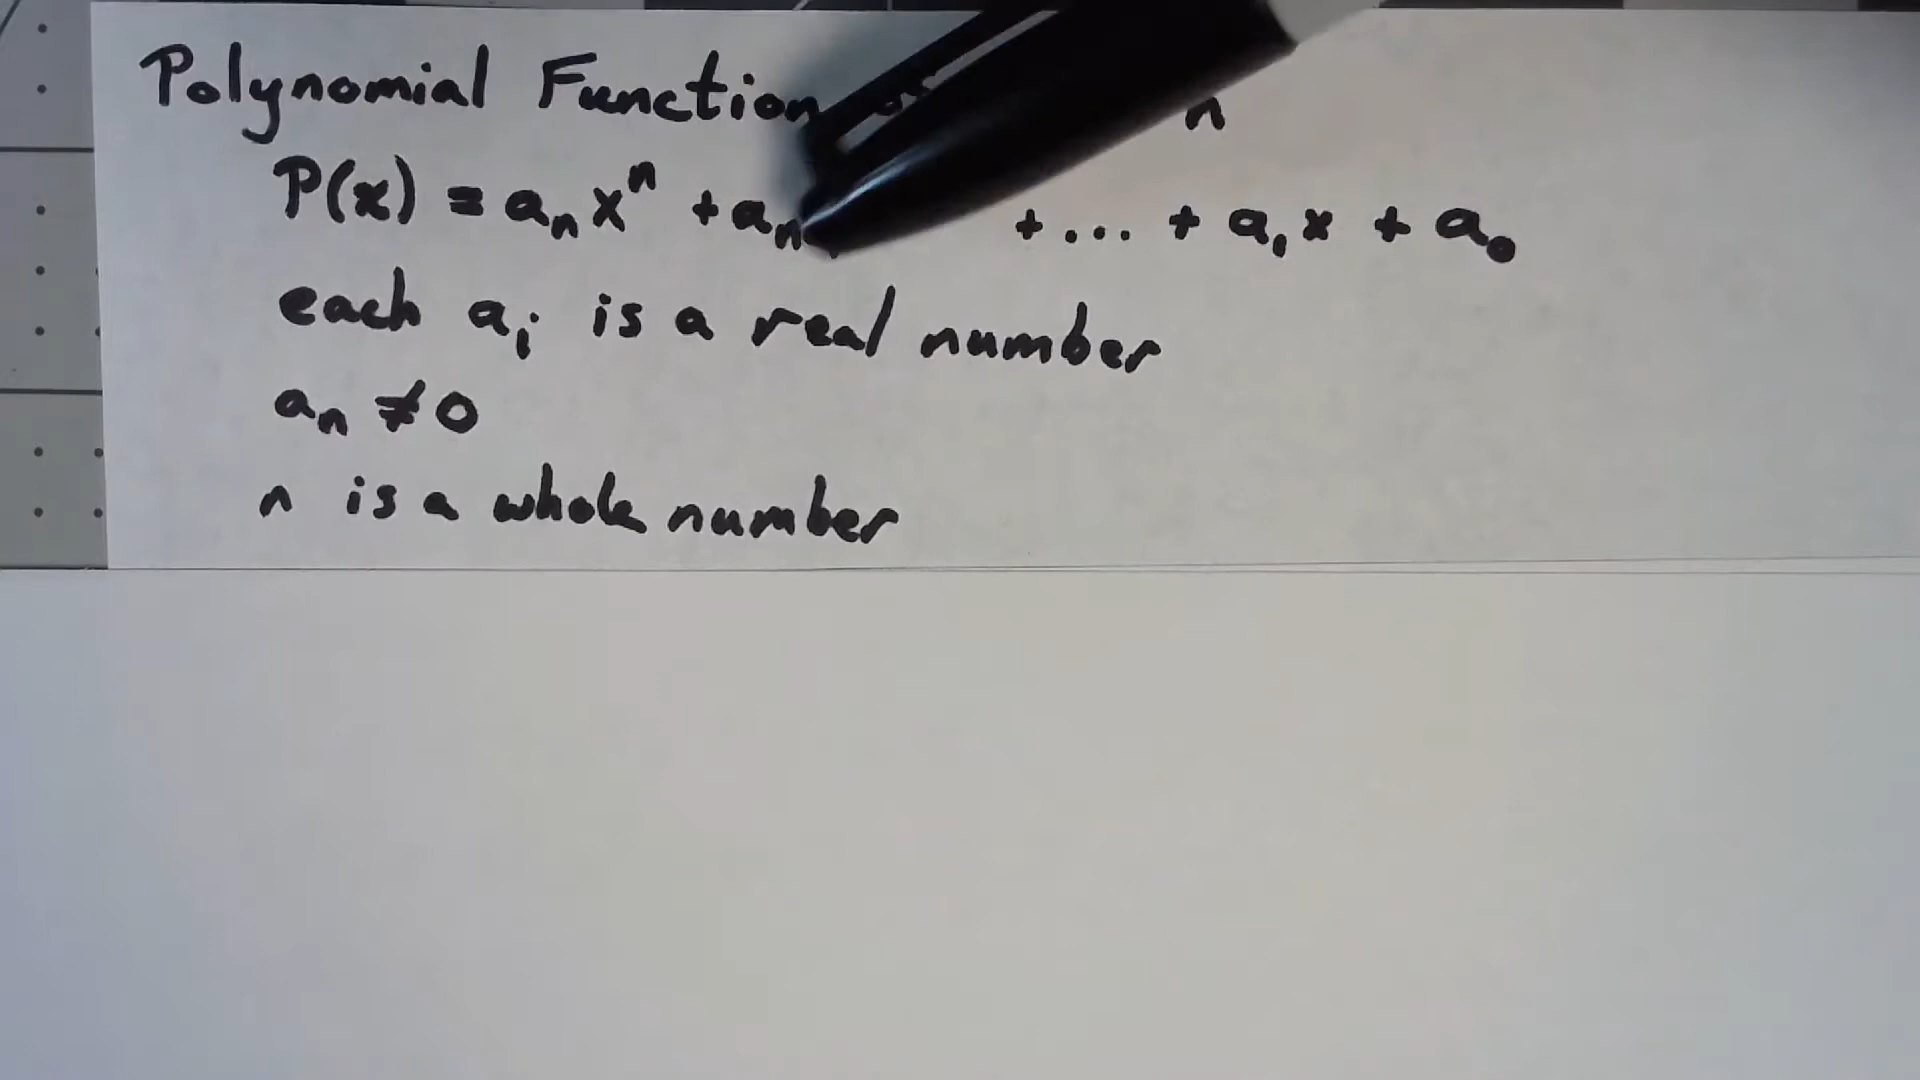 Polynomial Function n
P(x) = aₙxⁿ + aₙ + ... + a₁x + a₀
each aᵢ is a real number
aₙ ≠ 0
n is a whole number